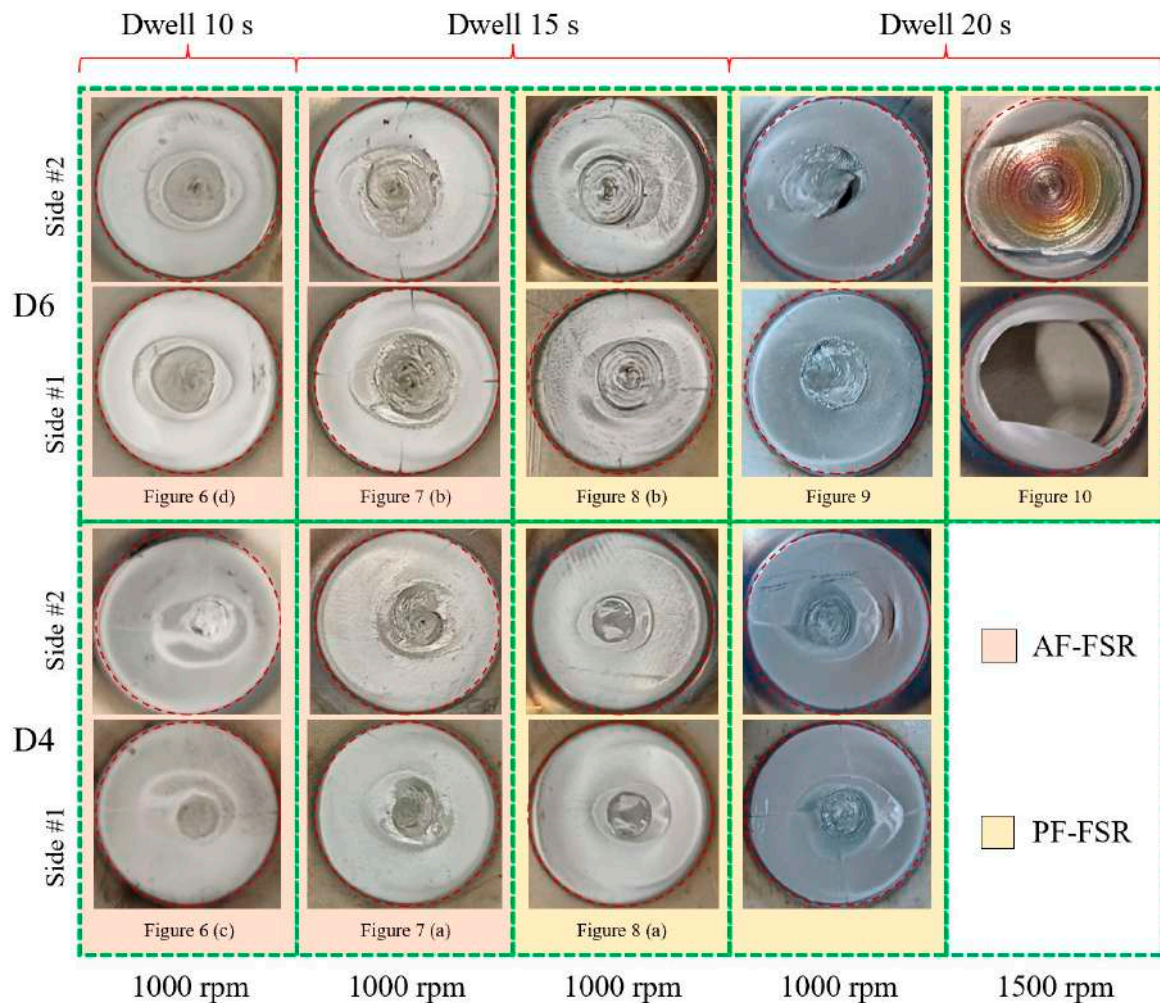 Dwell 10 s
Dwell 15 s
Dwell 20 s
Side #2
D6
Side #1
Figure 6 (d)
Figure 7 (b)
Figure 8 (b)
Figure 9
Figure 10
Side #2
AF-FSR
D4
Side #1
PF-FSR
Figure 6 (c)
Figure 7 (a)
Figure 8 (a)
1000 rpm
1000 rpm
1000 rpm
1000 rpm
1500 rpm